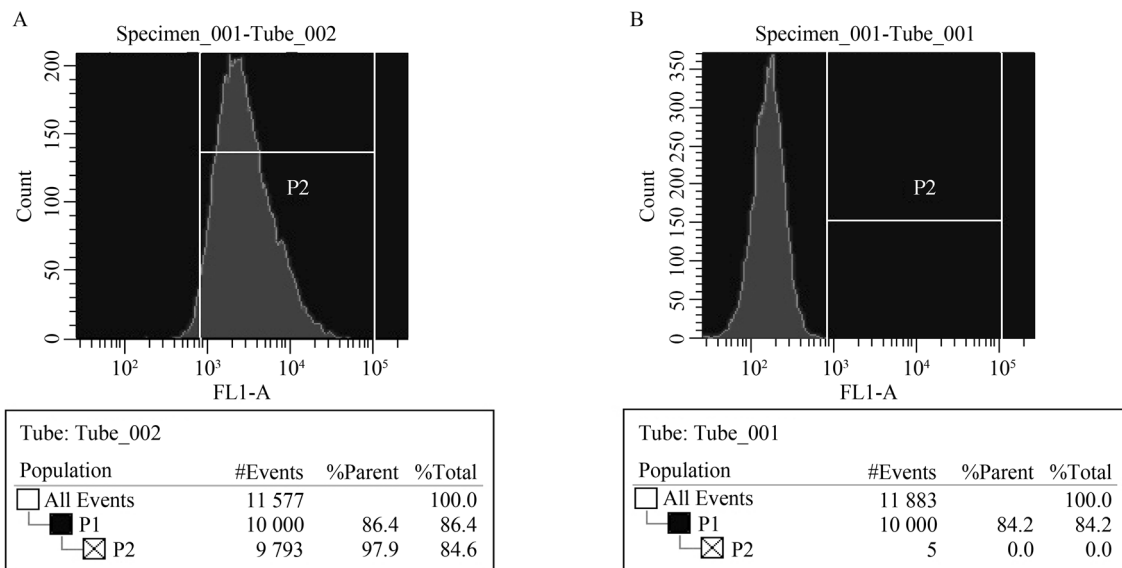 A
Specimen_001-Tube_002
200
150
100
50
0
Count
P2
10² 10³ 10⁴ 10⁵
FL1-A
Tube: Tube_002
Population #Events %Parent %Total
All Events 11 577 100.0
P1 10 000 86.4 86.4
P2 9 793 97.9 84.6
B
Specimen_001-Tube_001
350
300
250
200
150
100
50
0
Count
P2
10² 10³ 10⁴ 10⁵
FL1-A
Tube: Tube_001
Population #Events %Parent %Total
All Events 11 883 100.0
P1 10 000 84.2 84.2
P2 5 0.0 0.0